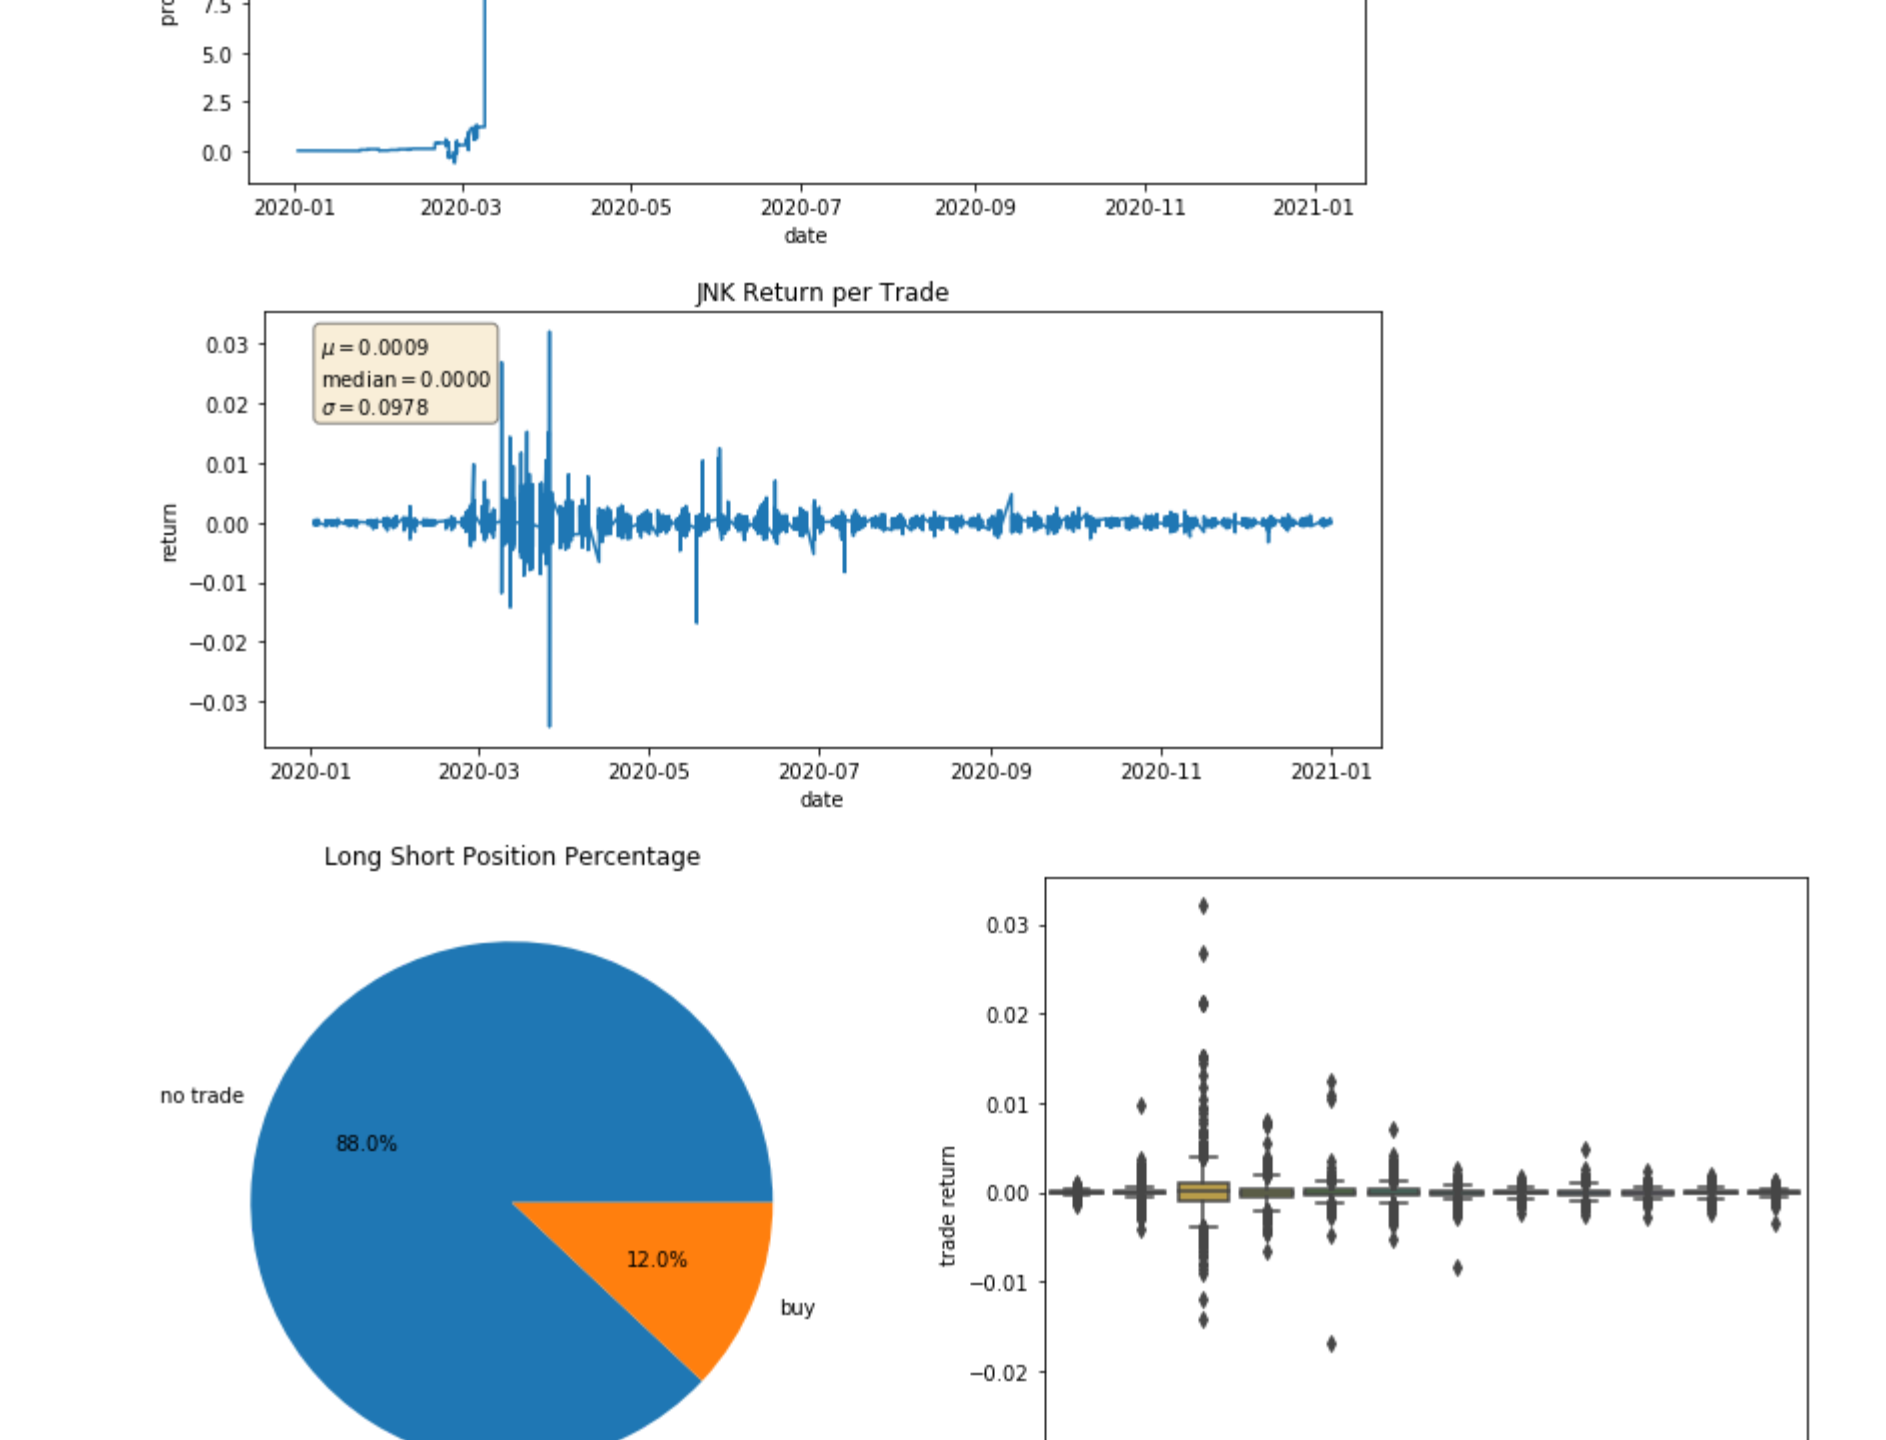 pro
7.5
5.0
2.5
0.0
2020-01 2020-03 2020-05 2020-07 2020-09 2020-11 2021-01
date
JNK Return per Trade
μ = 0.0009
median = 0.0000
σ = 0.0978
0.03
0.02
0.01
0.00
−0.01
−0.02
−0.03
return
2020-01 2020-03 2020-05 2020-07 2020-09 2020-11 2021-01
date
Long Short Position Percentage
no trade
88.0%
12.0%
buy
0.03
0.02
0.01
0.00
−0.01
−0.02
trade return